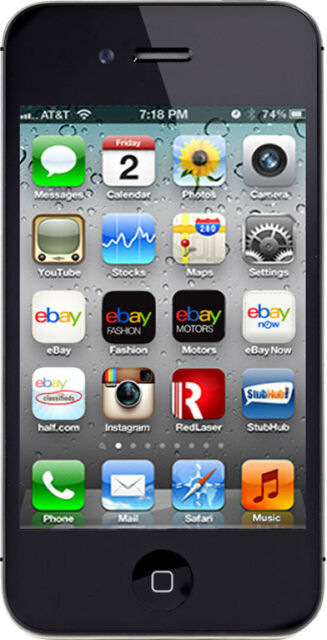 AT&T 7:18 PM 74%
Friday
2
280
Messages Calendar Photos Camera
YouTube Stocks Maps Settings
ebay ebay ebay ebay
FASHION MOTORS now
eBay Fashion Motors eBay Now
ebay
classifieds
R
StubHub!
half.com Instagram RedLaser StubHub
Phone Mail Safari Music